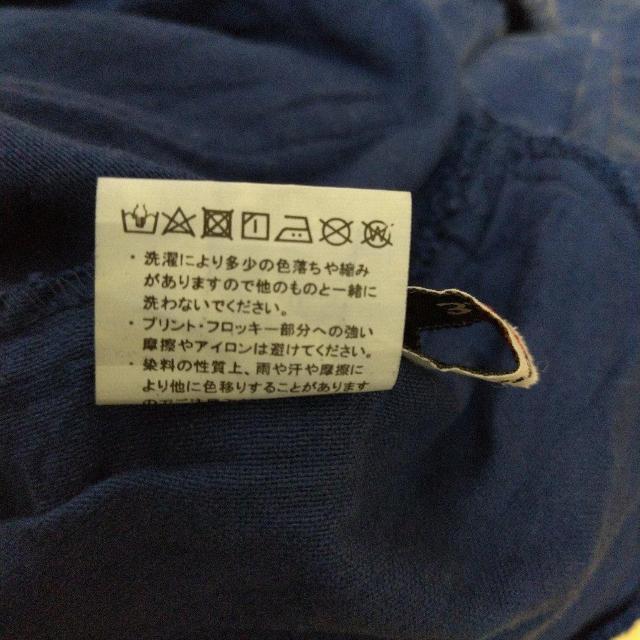 ・洗濯により多少の色落ちや縮み
がありますので他のものと一緒に
洗わないでください。
・プリント・フロッキー部分への強い
摩擦やアイロンは避けてください。
・染料の性質上、雨や汗や摩擦に
より他に色移りすることがあります